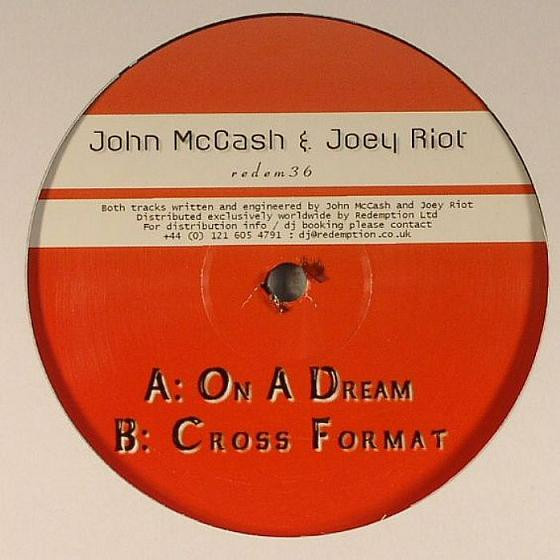 John McCash & Joey Riot
redem36
Both tracks written and engineered by John McCash and Joey Riot
Distributed exclusively worldwide by Redemption Ltd
For distribution info / dj booking please contact
+44 (0) 121 605 4791 : dj@redemption.co.uk
A: On A Dream
B: Cross Format